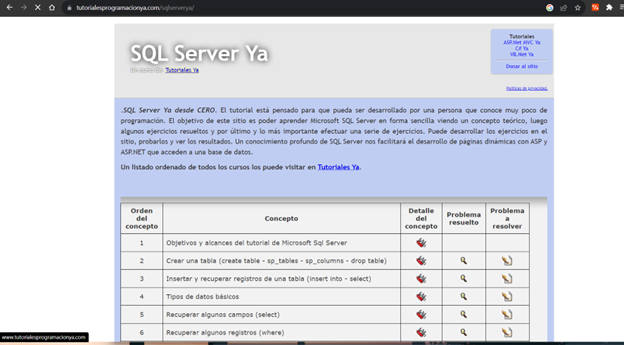 tutorialesprogramacionya.com/sqlserverya/
SQL Server Ya
Tutoriales Ya
Tutoriales
ASP.Net MVC Ya
C# Ya
VB.Net Ya
Donar al sitio
Políticas de privacidad.
.SQL Server Ya desde CERO. El tutorial está pensado para que pueda ser desarrollado por una persona que conoce muy poco de
programación. El objetivo de este sitio es poder aprender Microsoft SQL Server en forma sencilla viendo un concepto teórico, luego
algunos ejercicios resueltos y por último y lo más importante efectuar una serie de ejercicios. Puede desarrollar los ejercicios en el
sitio, probarlos y ver los resultados. Un conocimiento profundo de SQL Server nos facilitará el desarrollo de páginas dinámicas con ASP y
ASP.NET que acceden a una base de datos.
Un listado ordenado de todos los cursos los puede visitar en Tutoriales Ya.
Orden del concepto Concepto Detalle del concepto Problema resuelto Problema a resolver
1 Objetivos y alcances del tutorial de Microsoft Sql Server
2 Crear una tabla (create table - sp_tables - sp_columns - drop table)
3 Insertar y recuperar registros de una tabla (insert into - select)
4 Tipos de datos básicos
5 Recuperar algunos campos (select)
6 Recuperar algunos registros (where)
www.tutorialesprogramacionya.com